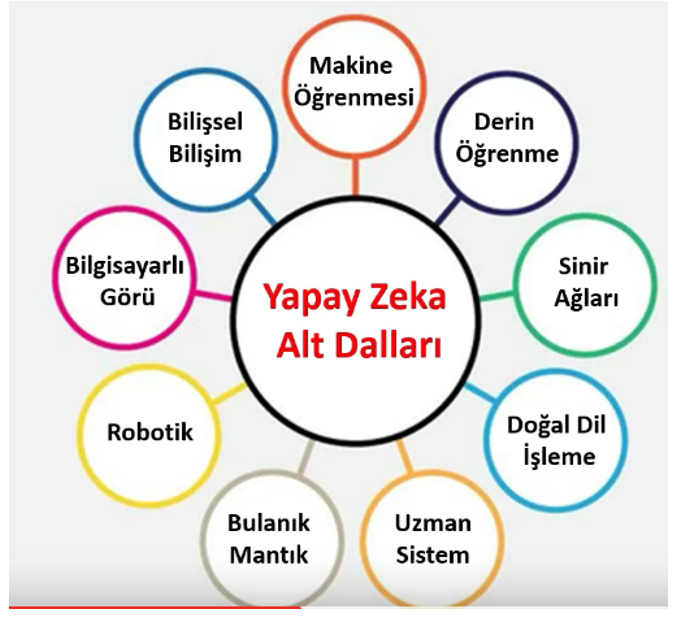 Yapay Zeka
Alt Dalları
Makine
Öğrenmesi
Derin
Öğrenme
Sinir
Ağları
Doğal Dil
İşleme
Uzman
Sistem
Bulanık
Mantık
Robotik
Bilgisayarlı
Görü
Bilişsel
Bilişim